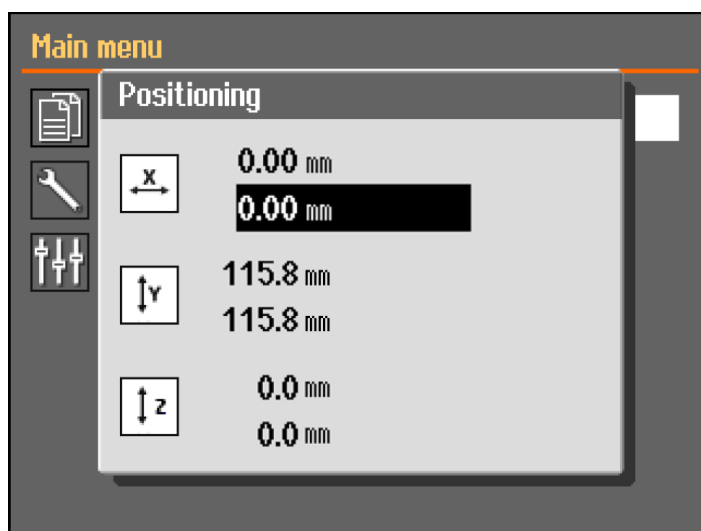 Main menu
Positioning
X
0.00 mm
0.00 mm
Y
115.8 mm
115.8 mm
Z
0.0 mm
0.0 mm